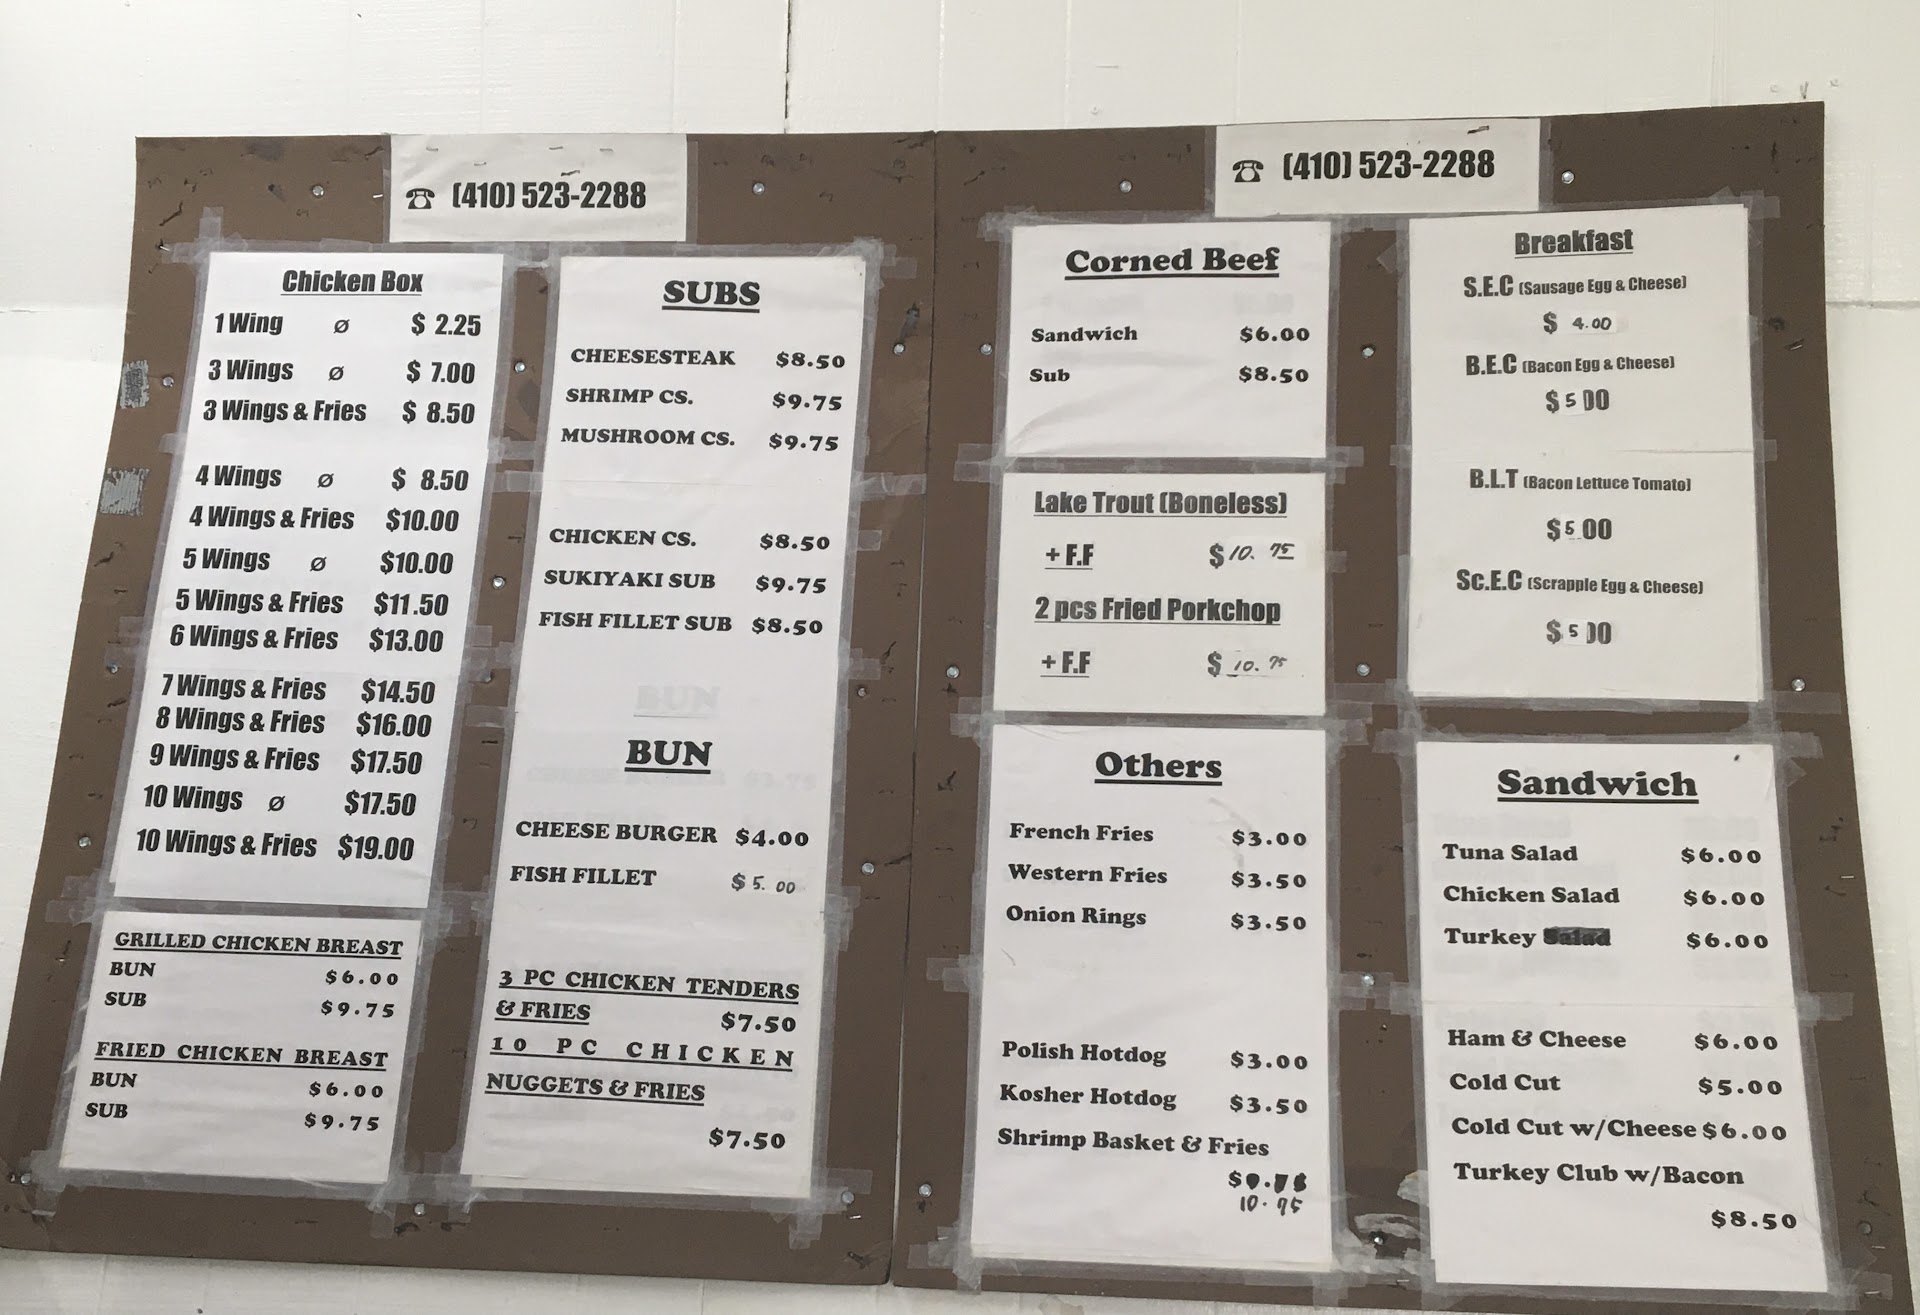 ☎ (410) 523-2288
Chicken Box
1 Wing ø $ 2.25
3 Wings ø $ 7.00
3 Wings & Fries $ 8.50
4 Wings ø $ 8.50
4 Wings & Fries $10.00
5 Wings ø $10.00
5 Wings & Fries $11.50
6 Wings & Fries $13.00
7 Wings & Fries $14.50
8 Wings & Fries $16.00
9 Wings & Fries $17.50
10 Wings ø $17.50
10 Wings & Fries $19.00
GRILLED CHICKEN BREAST
BUN $6.00
SUB $9.75
FRIED CHICKEN BREAST
BUN $6.00
SUB $9.75
SUBS
CHEESESTEAK $8.50
SHRIMP CS. $9.75
MUSHROOM CS. $9.75
CHICKEN CS. $8.50
SUKIYAKI SUB $9.75
FISH FILLET SUB $8.50
BUN
BUN
CHEESE BURGER $4.00
FISH FILLET $ 5.00
3 PC CHICKEN TENDERS
& FRIES $7.50
10 PC CHICKEN
NUGGETS & FRIES
$7.50
☎ (410) 523-2288
Corned Beef
Sandwich $6.00
Sub $8.50
Lake Trout (Boneless)
+ F.F $ 10.75
2 pcs Fried Porkchop
+ F.F $ 10.75
Others
French Fries $3.00
Western Fries $3.50
Onion Rings $3.50
Polish Hotdog $3.00
Kosher Hotdog $3.50
Shrimp Basket & Fries
10.75
Breakfast
S.E.C (Sausage Egg & Cheese)
$ 4.00
B.E.C (Bacon Egg & Cheese)
$ 5.00
B.L.T (Bacon Lettuce Tomato)
$ 5.00
Sc.E.C (Scrapple Egg & Cheese)
$ 5.00
Sandwich
Tuna Salad $6.00
Chicken Salad $6.00
Turkey $6.00
Ham & Cheese $6.00
Cold Cut $5.00
Cold Cut w/Cheese $6.00
Turkey Club w/Bacon
$8.50